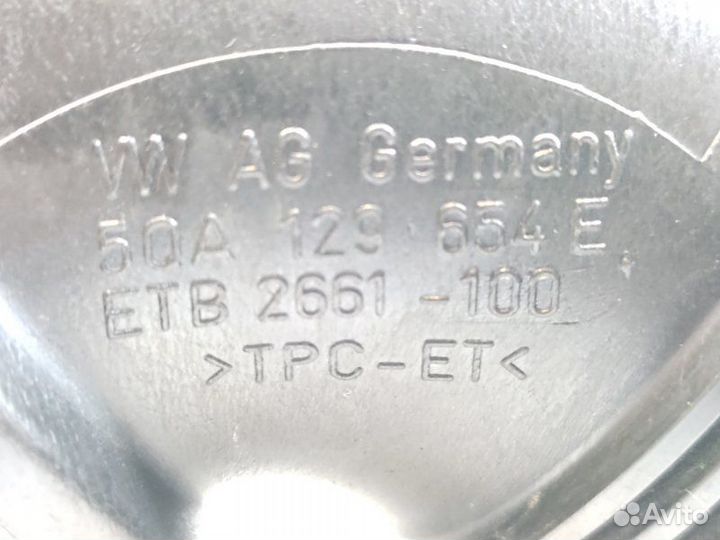 VW AG Germany
5QA 129 654 E
ETB 2661-100
>TPC-ET<
Avito